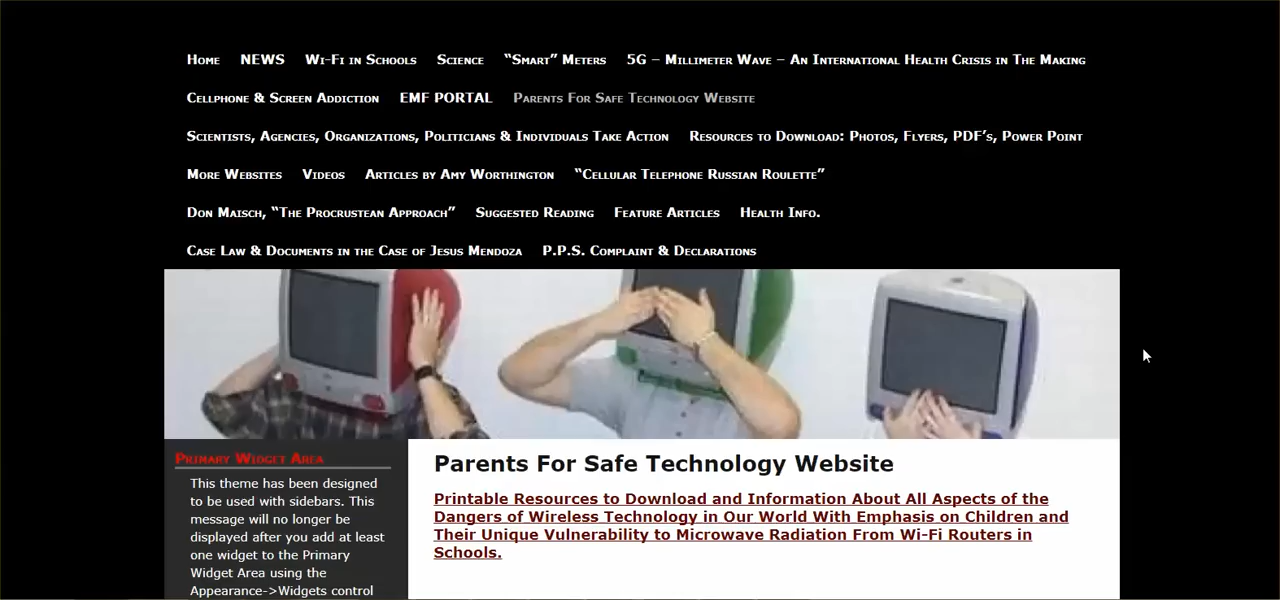 Home NEWS Wi-Fi in Schools Science “Smart” Meters 5G – Millimeter Wave – An International Health Crisis in The Making
Cellphone & Screen Addiction EMF PORTAL Parents For Safe Technology Website
Scientists, Agencies, Organizations, Politicians & Individuals Take Action Resources to Download: Photos, Flyers, PDF’s, Power Point
More Websites Videos Articles by Amy Worthington “Cellular Telephone Russian Roulette”
Don Maisch, “The Procrustean Approach” Suggested Reading Feature Articles Health Info.
Case Law & Documents in the Case of Jesus Mendoza P.P.S. Complaint & Declarations
Primary Widget Area
This theme has been designed
to be used with sidebars. This
message will no longer be
displayed after you add at least
one widget to the Primary
Widget Area using the
Appearance->Widgets control
Parents For Safe Technology Website
Printable Resources to Download and Information About All Aspects of the
Dangers of Wireless Technology in Our World With Emphasis on Children and
Their Unique Vulnerability to Microwave Radiation From Wi-Fi Routers in
Schools.